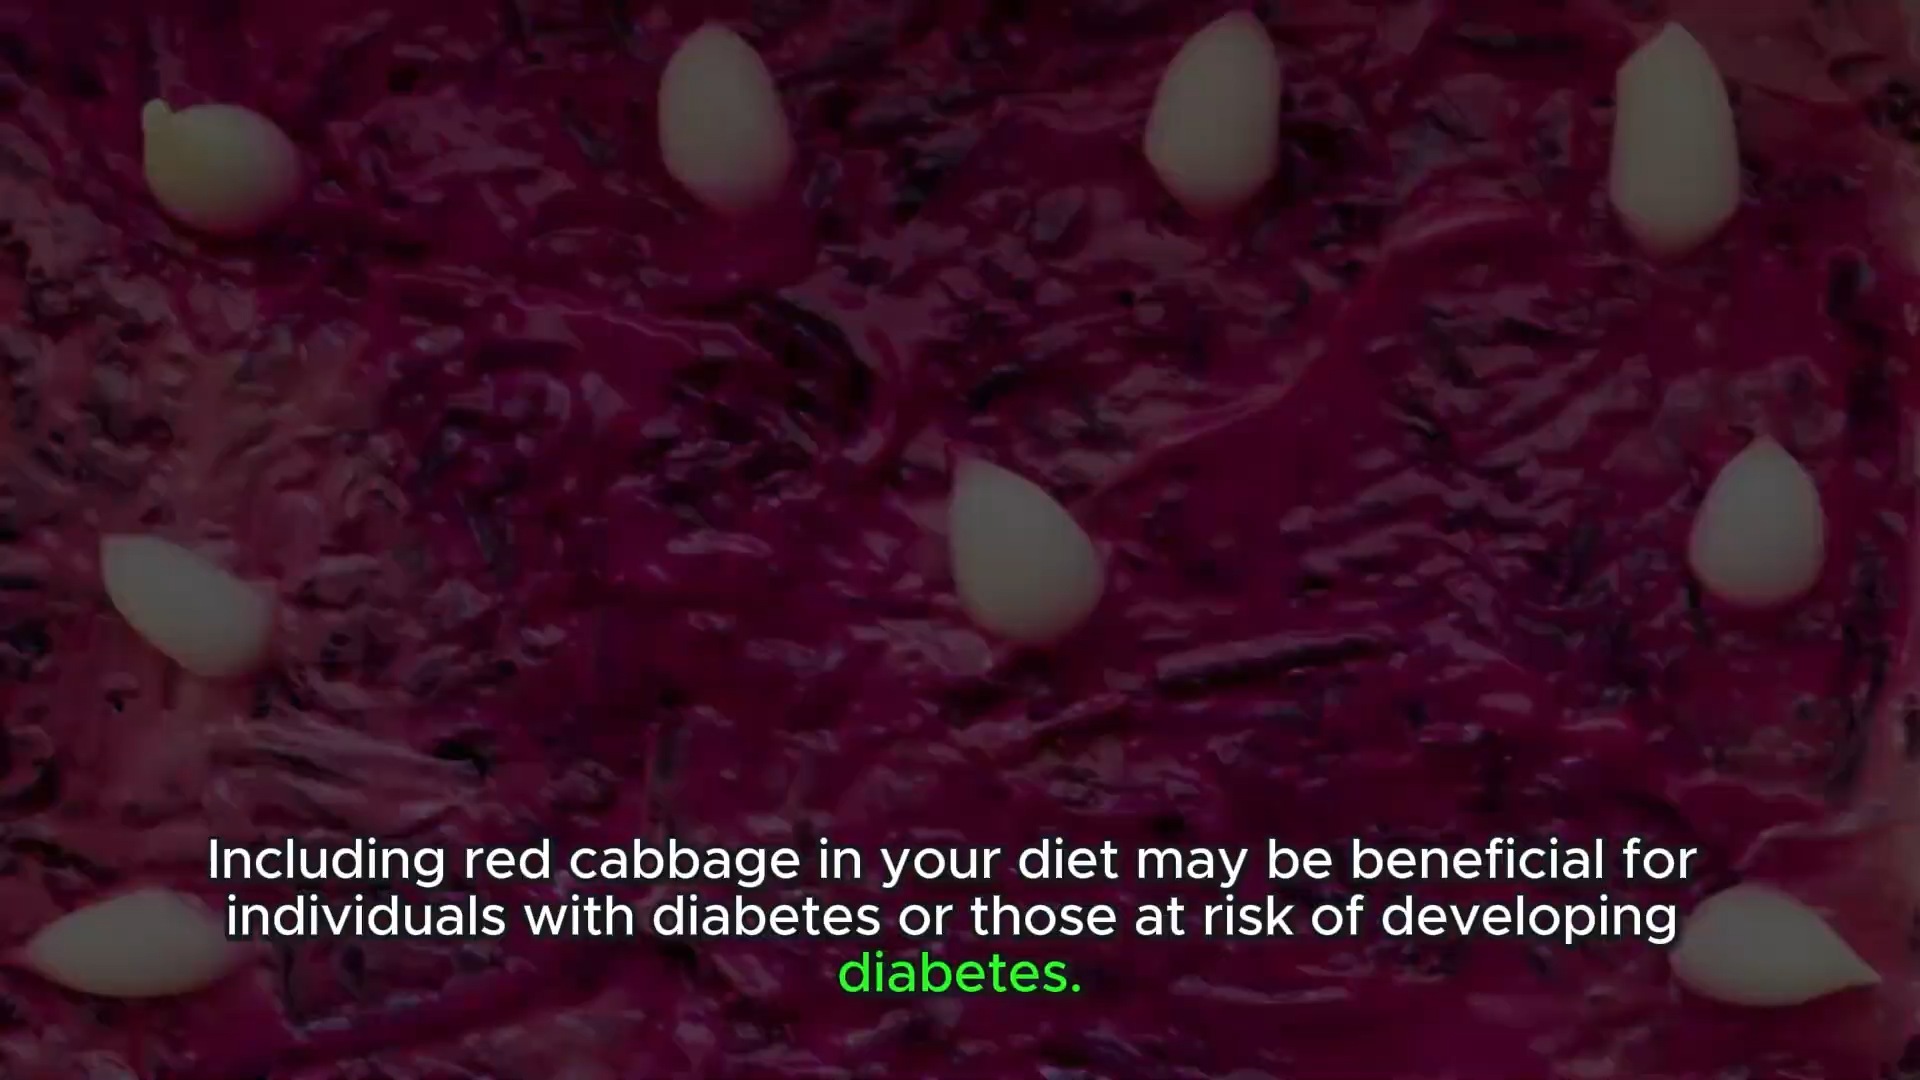 Including red cabbage in your diet may be beneficial for
individuals with diabetes or those at risk of developing
diabetes.